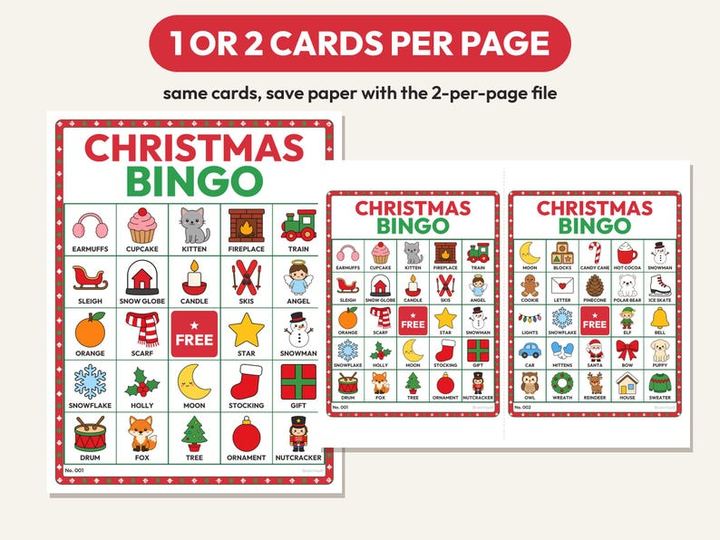 1 OR 2 CARDS PER PAGE
same cards, save paper with the 2-per-page file
CHRISTMAS
BINGO
EARMUFFS CUPCAKE KITTEN FIREPLACE TRAIN
SLEIGH SNOW GLOBE CANDLE SKIS ANGEL
ORANGE SCARF FREE STAR SNOWMAN
SNOWFLAKE HOLLY MOON STOCKING GIFT
DRUM FOX TREE ORNAMENT NUTCRACKER
No. 001
CHRISTMAS
BINGO
EARMUFFS CUPCAKE KITTEN FIREPLACE TRAIN
SLEIGH SNOW GLOBE CANDLE SKIS ANGEL
ORANGE SCARF FREE STAR SNOWMAN
SNOWFLAKE HOLLY MOON STOCKING GIFT
DRUM FOX TREE ORNAMENT NUTCRACKER
No. 001
CHRISTMAS
BINGO
MOON BLOCKS CANDY CANE HOT COCOA SNOWMAN
COOKIE LETTER PINECONE POLAR BEAR ICE SKATE
LIGHTS SNOWFLAKE FREE ELF BELL
CAR MITTENS SANTA BOW PUPPY
OWL WREATH REINDEER HOUSE SWEATER
No. 002